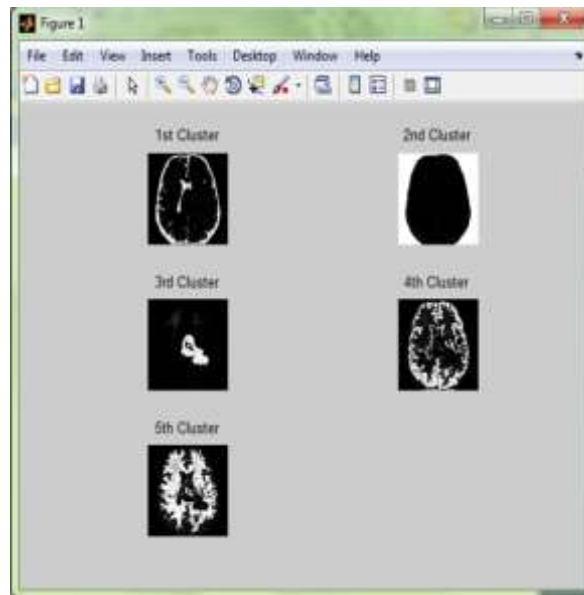 Figure 1
File Edit View Insert Tools Desktop Window Help
1st Cluster
2nd Cluster
3rd Cluster
4th Cluster
5th Cluster